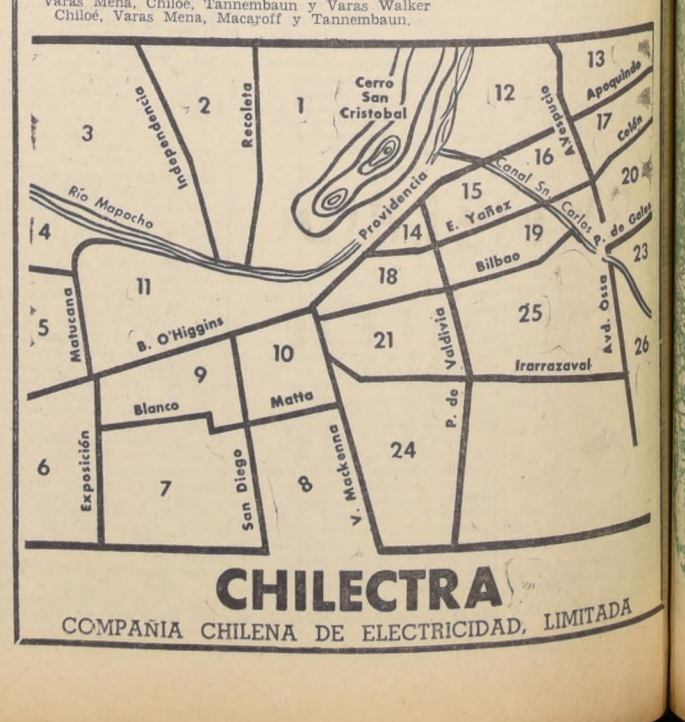 Varas Mena, Chiloé, Tannembaun y Varas Walker
Chiloé, Varas Mena, Macaroff y Tannembaun.
13
Apoquindo
Cerro
San
Cristobal
12
A.Vespucio
17
Colón
Independencia
2
Recoleta
1
3
16
Canal Sn. Carlos
20
Río Mapocho
15
Providencia
E. Yañez
P. de Gales
4
14
19
23
11
18
Bilbao
5
Matucana
B. O'Higgins
21
Valdivia
25
Avd. Ossa
26
10
9
Irarrazaval
Blanco
Matta
P. de
6
Exposición
7
San Diego
8
V. Mackenna
24
CHILECTRA
COMPAÑIA CHILENA DE ELECTRICIDAD, LIMITADA